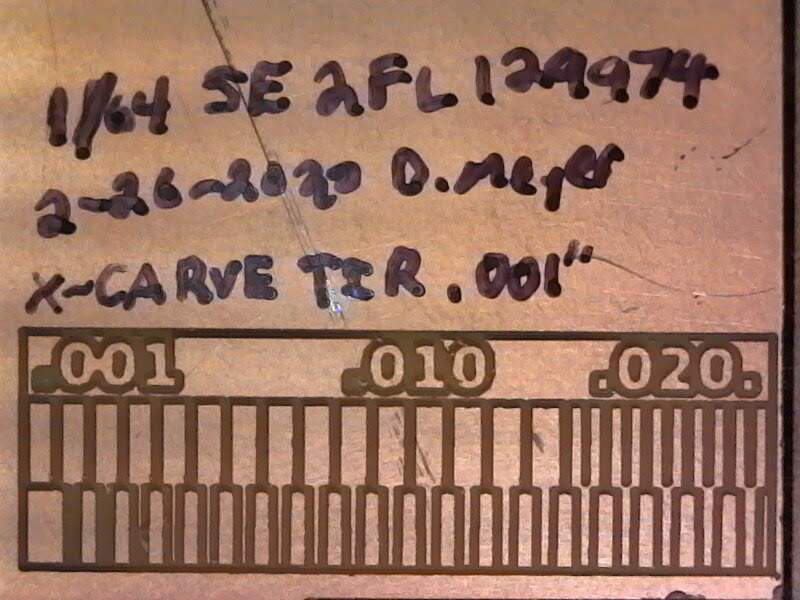 1/64 SE 2FL 129974
2-26-2020 D.Meyer
X-CARVE TIR .001"
.001 .010 .020.